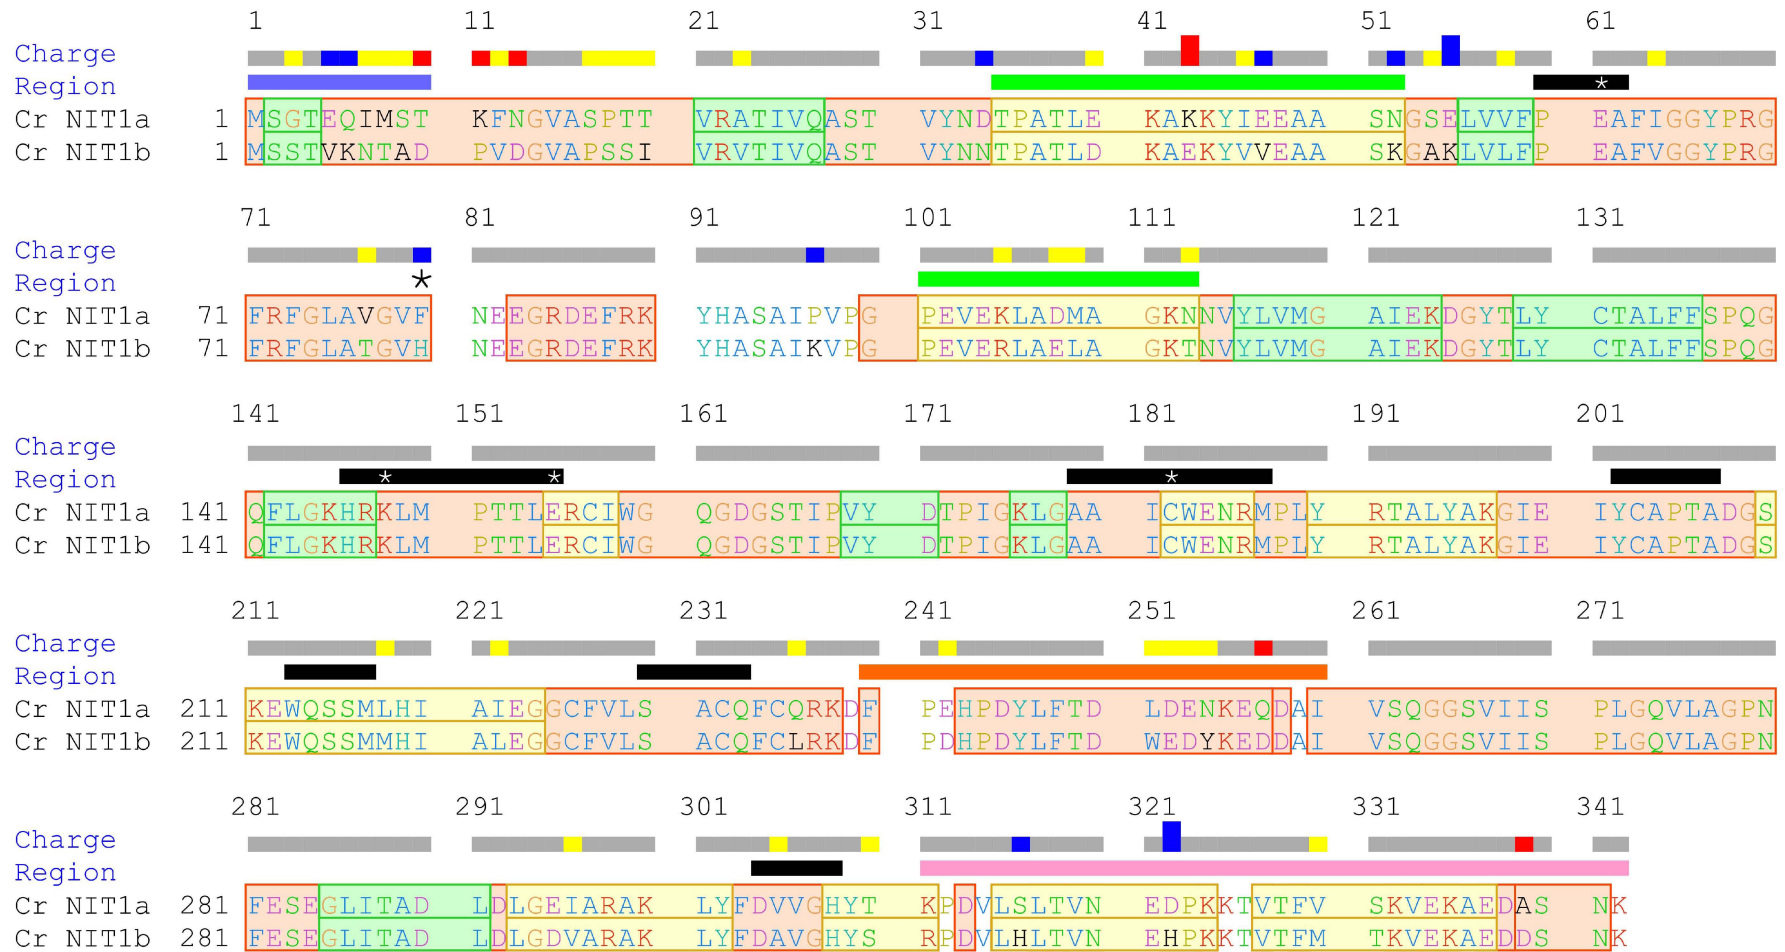 1 11 21 31 41 51 61
Charge
Region *
Cr NIT1a 1 MSGTEQIMST KFNGVASPTT VRATIVQAST VYNDTPATLE KAKKYIEEAA SNGSELVVFP EAFIGGYPRG
Cr NIT1b 1 MSSTVKNTAD PVDGVAPSSI VRVTIVQAST VYNNTPATLD KAEKYVVEAA SKGAKLVLFP EAFVGGYPRG
71 81 91 101 111 121 131
Charge
Region *
Cr NIT1a 71 FRFGLAVGVF NEEGRDEFRK YHASAIPVPG PEVEKLADMA GKNNVYLVMG AIEKDGYTLY CTALFFSPQG
Cr NIT1b 71 FRFGLATGVH NEEGRDEFRK YHASAIKVPG PEVERLAELA GKTNVYLVMG AIEKDGYTLY CTALFFSPQG
141 151 161 171 181 191 201
Charge
Region * * *
Cr NIT1a 141 QFLGKHRKLM PTTLERCIWG QGDGSTIPVY DTPIGKLGAA ICWENRMPLY RTALYAKGIE IYCAPTADGS
Cr NIT1b 141 QFLGKHRKLM PTTLERCIWG QGDGSTIPVY DTPIGKLGAA ICWENRMPLY RTALYAKGIE IYCAPTADGS
211 221 231 241 251 261 271
Charge
Region
Cr NIT1a 211 KEWQSSMLHI AIEGGCFVLS ACQFCQRKDF PEHPDYLFTD LDENKEQDAI VSQGGSVIIS PLGQVLAGPN
Cr NIT1b 211 KEWQSSMMHI ALEGGCFVLS ACQFCLRKDF PDHPDYLFTD WEDYKEDDAI VSQGGSVIIS PLGQVLAGPN
281 291 301 311 321 331 341
Charge
Region
Cr NIT1a 281 FESEGLITAD LDLGEIARAK LYFDVVGHYT KPDVLSLTVN EDPKKTVTFV SKVEKAEDAS NK
Cr NIT1b 281 FESEGLITAD LDLGDVARAK LYFDAVGHYS RPDVLHLTVN EHPKKTVTFM TKVEKAEDDS NK